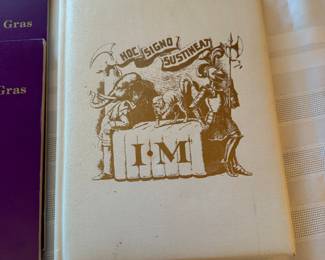 Gras
Gras
HOC SIGNO
SUSTINEAT
I·M